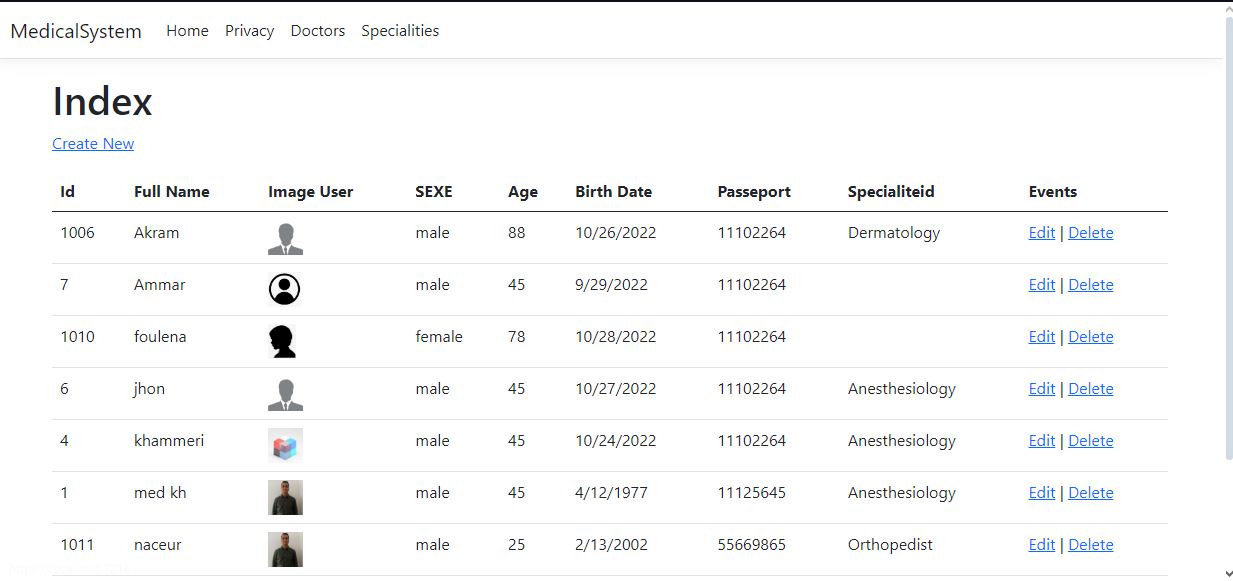 MedicalSystem Home Privacy Doctors Specialities
Index
Create New
Id Full Name Image User SEXE Age Birth Date Passeport Specialiteid Events
1006 Akram male 88 10/26/2022 11102264 Dermatology Edit | Delete
7 Ammar male 45 9/29/2022 11102264 Edit | Delete
1010 foulena female 78 10/28/2022 11102264 Edit | Delete
6 jhon male 45 10/27/2022 11102264 Anesthesiology Edit | Delete
4 khammeri male 45 10/24/2022 11102264 Anesthesiology Edit | Delete
1 med kh male 45 4/12/1977 11125645 Anesthesiology Edit | Delete
1011 naceur male 25 2/13/2002 55669865 Orthopedist Edit | Delete